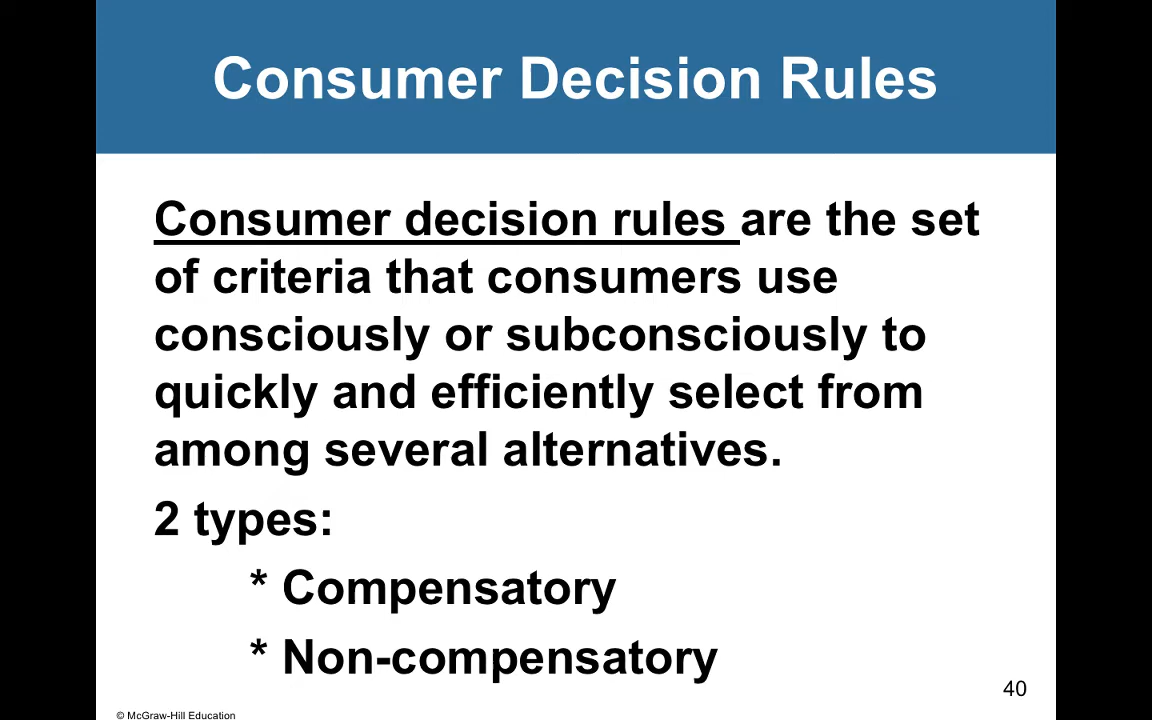 Consumer Decision Rules
Consumer decision rules are the set
of criteria that consumers use
consciously or subconsciously to
quickly and efficiently select from
among several alternatives.
2 types:
* Compensatory
* Non-compensatory
40
© McGraw-Hill Education